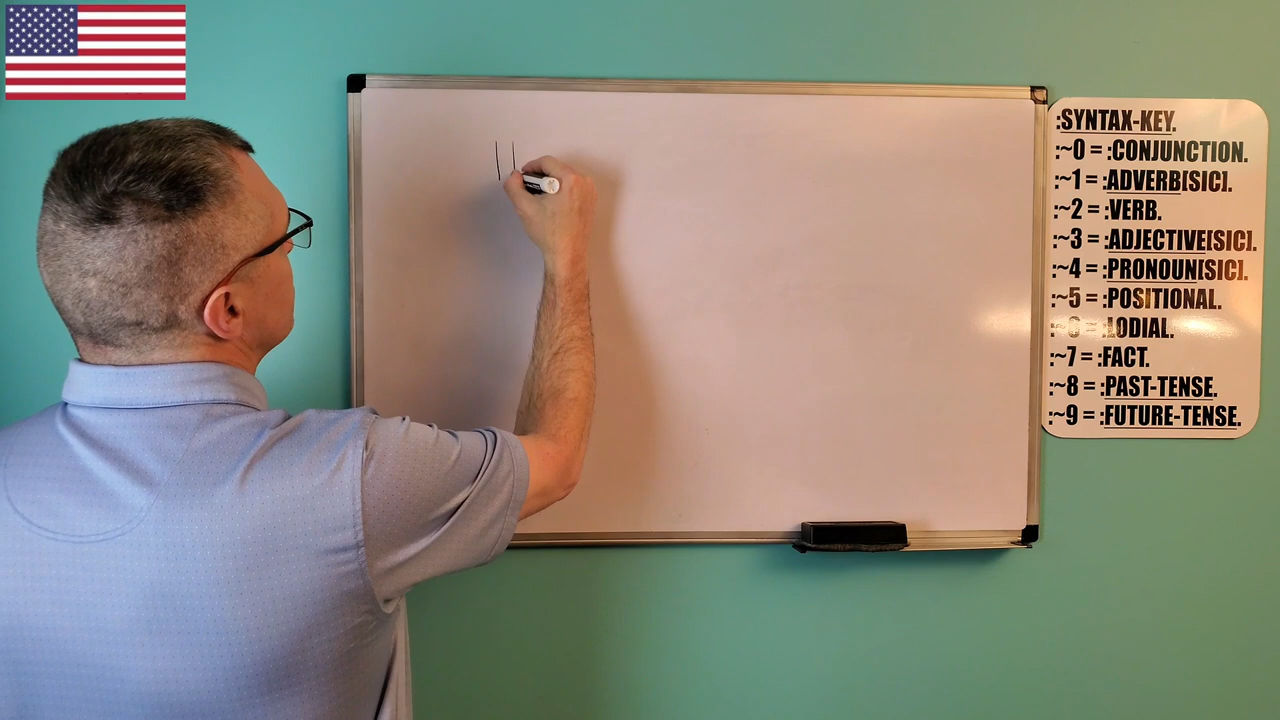 :SYNTAX-KEY.
:~0 = :CONJUNCTION.
:~1 = :ADVERB[SIC].
:~2 = :VERB.
:~3 = :ADJECTIVE[SIC].
:~4 = :PRONOUN[SIC].
:~5 = :POSITIONAL.
:~6 = :LODIAL.
:~7 = :FACT.
:~8 = :PAST-TENSE.
:~9 = :FUTURE-TENSE.